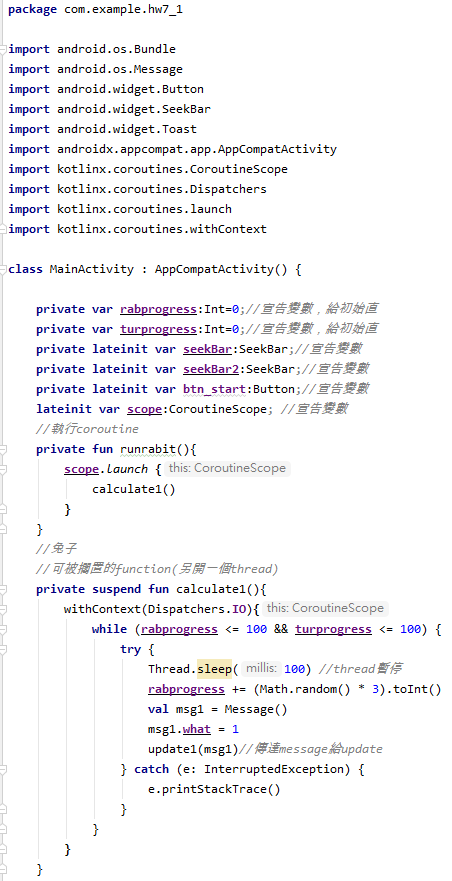 package com.example.hw7_1
import android.os.Bundle
import android.os.Message
import android.widget.Button
import android.widget.SeekBar
import android.widget.Toast
import androidx.appcompat.app.AppCompatActivity
import kotlinx.coroutines.CoroutineScope
import kotlinx.coroutines.Dispatchers
import kotlinx.coroutines.launch
import kotlinx.coroutines.withContext
class MainActivity : AppCompatActivity() {
private var rabprogress:Int=0;//宣告變數，給初始直
private var turprogress:Int=0;//宣告變數，給初始直
private lateinit var seekBar:SeekBar;//宣告變數
private lateinit var seekBar2:SeekBar;//宣告變數
private lateinit var btn_start:Button;//宣告變數
lateinit var scope:CoroutineScope; //宣告變數
//執行coroutine
private fun runrabit(){
scope.launch { this: CoroutineScope
calculate1()
}
}
//兔子
//可被擱置的function(另開一個thread)
private suspend fun calculate1(){
withContext(Dispatchers.IO){ this: CoroutineScope
while (rabprogress <= 100 && turprogress <= 100) {
try {
Thread.sleep( millis: 100) //thread暫停
rabprogress += (Math.random() * 3).toInt()
val msg1 = Message()
msg1.what = 1
update1(msg1)//傳達message給update
} catch (e: InterruptedException) {
e.printStackTrace()
}
}
}
}